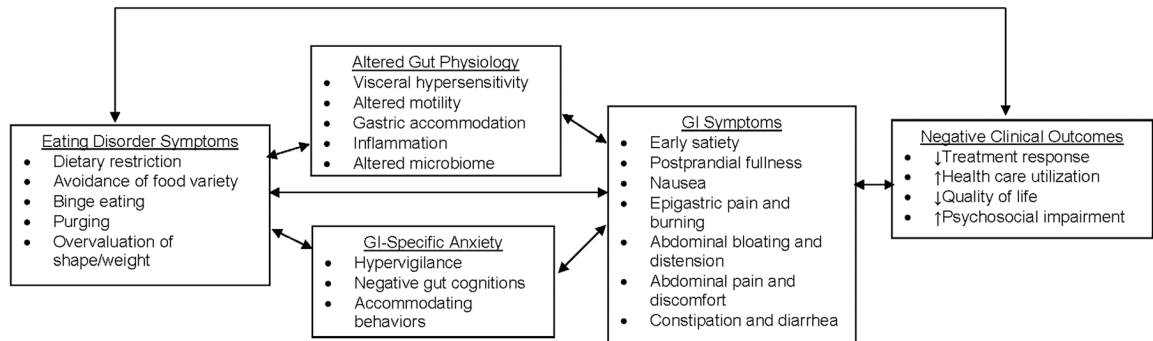 Altered Gut Physiology
• Visceral hypersensitivity
• Altered motility
• Gastric accommodation
• Inflammation
• Altered microbiome
Eating Disorder Symptoms
• Dietary restriction
• Avoidance of food variety
• Binge eating
• Purging
• Overvaluation of
shape/weight
GI-Specific Anxiety
• Hypervigilance
• Negative gut cognitions
• Accommodating
behaviors
GI Symptoms
• Early satiety
• Postprandial fullness
• Nausea
• Epigastric pain and
burning
• Abdominal bloating and
distension
• Abdominal pain and
discomfort
• Constipation and diarrhea
Negative Clinical Outcomes
• ↓Treatment response
• ↑Health care utilization
• ↓Quality of life
• ↑Psychosocial impairment